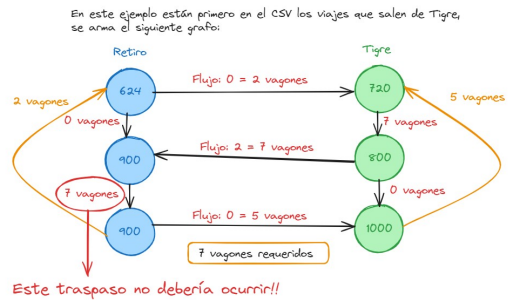 En este ejemplo están primero en el CSV los viajes que salen de Tigre,
se arma el siguiente grafo:
Retiro
Tigre
624
Flujo: 0 = 2 vagones
720
2 vagones
5 vagones
0 vagones
7 vagones
900
Flujo: 2 = 7 vagones
800
7 vagones
0 vagones
900
Flujo: 0 = 5 vagones
1000
7 vagones requeridos
Este traspaso no debería ocurrir!!